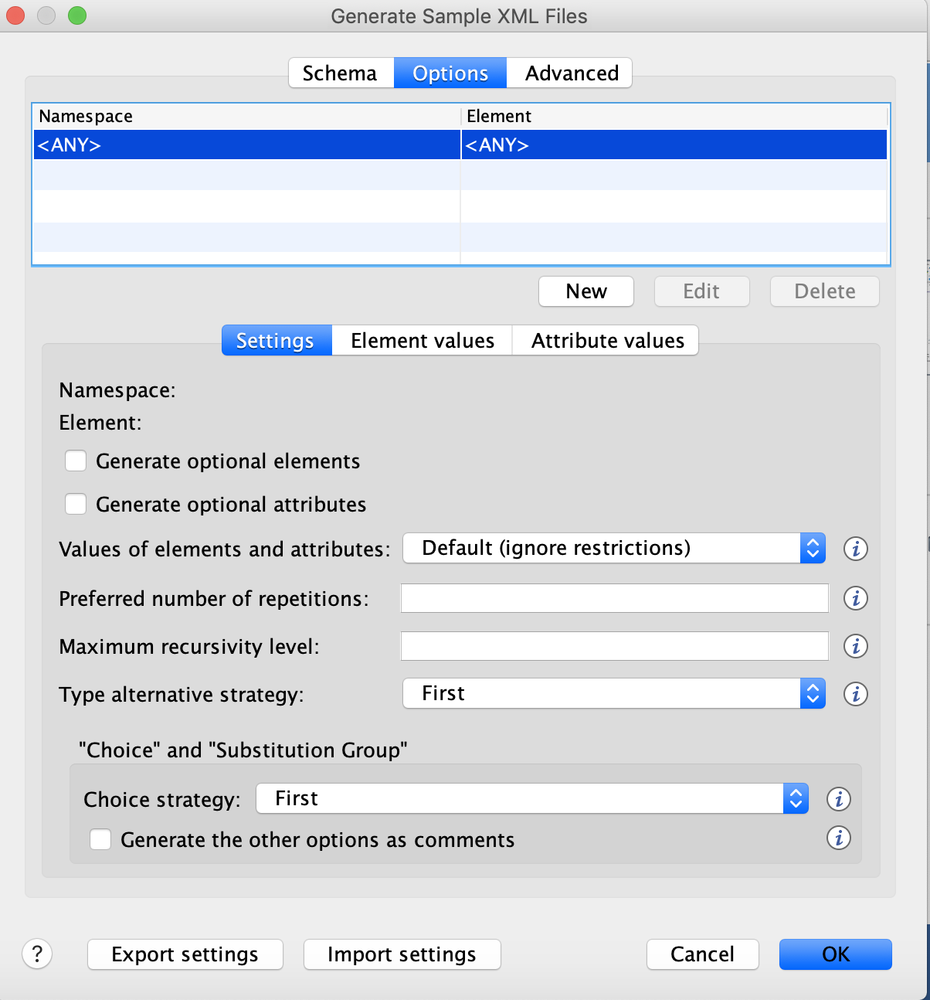 Generate Sample XML Files
Schema Options Advanced
Namespace Element
<ANY> <ANY>
New Edit Delete
Settings Element values Attribute values
Namespace:
Element:
Generate optional elements
Generate optional attributes
Values of elements and attributes: Default (ignore restrictions) i
Preferred number of repetitions: i
Maximum recursivity level: i
Type alternative strategy: First i
"Choice" and "Substitution Group"
Choice strategy: First i
Generate the other options as comments i
? Export settings Import settings Cancel OK